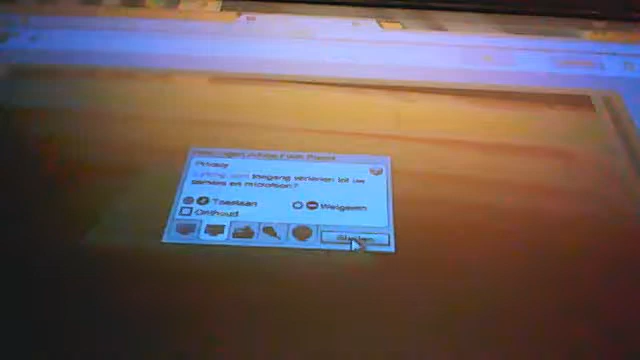 Privacy
toegang verlenen tot uw
camera en microfoon?
Toestaan Weigeren
Onthoud
Sluiten